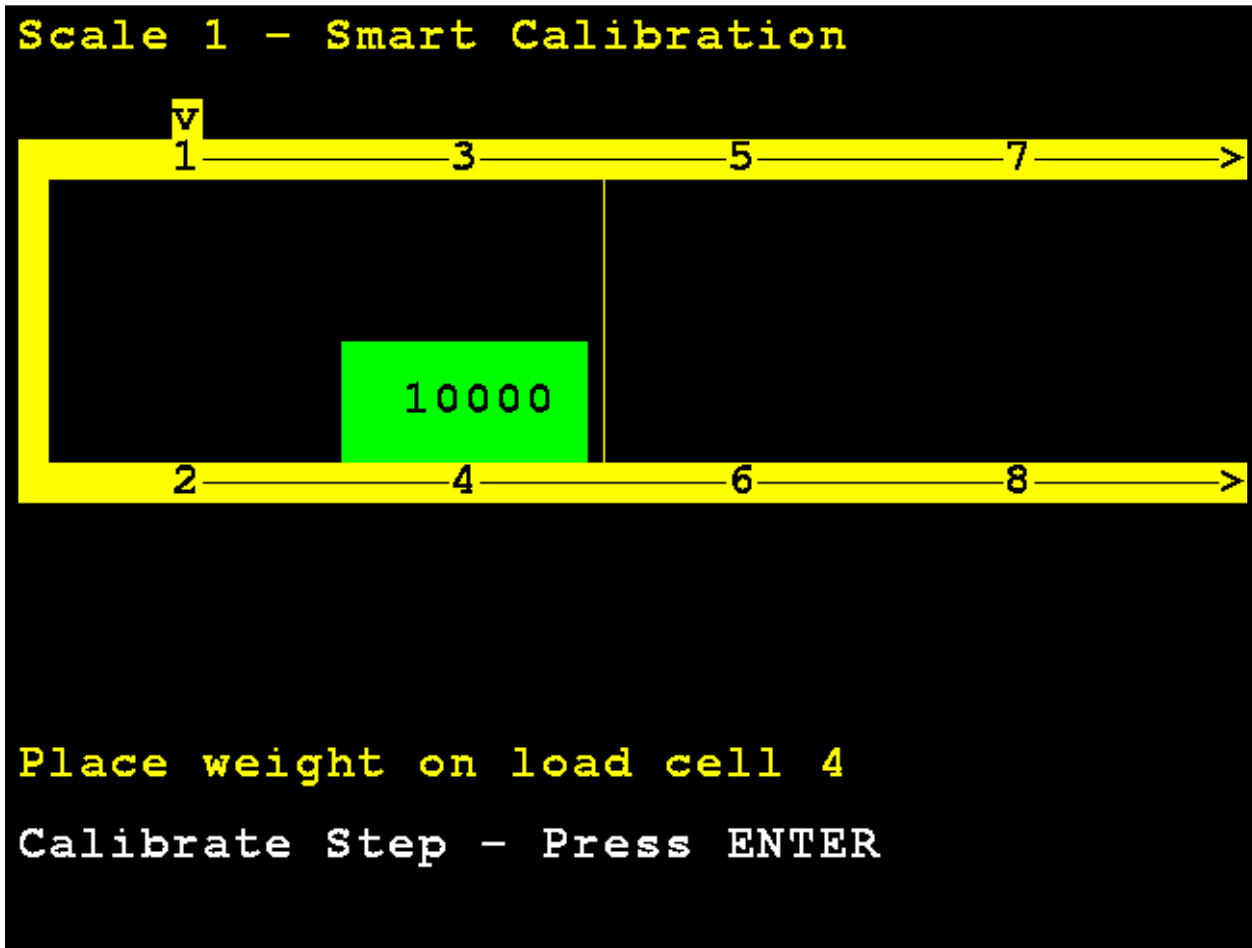 Scale 1 - Smart Calibration
v
1 3 5 7 >
10000
2 4 6 8 >
Place weight on load cell 4
Calibrate Step - Press ENTER